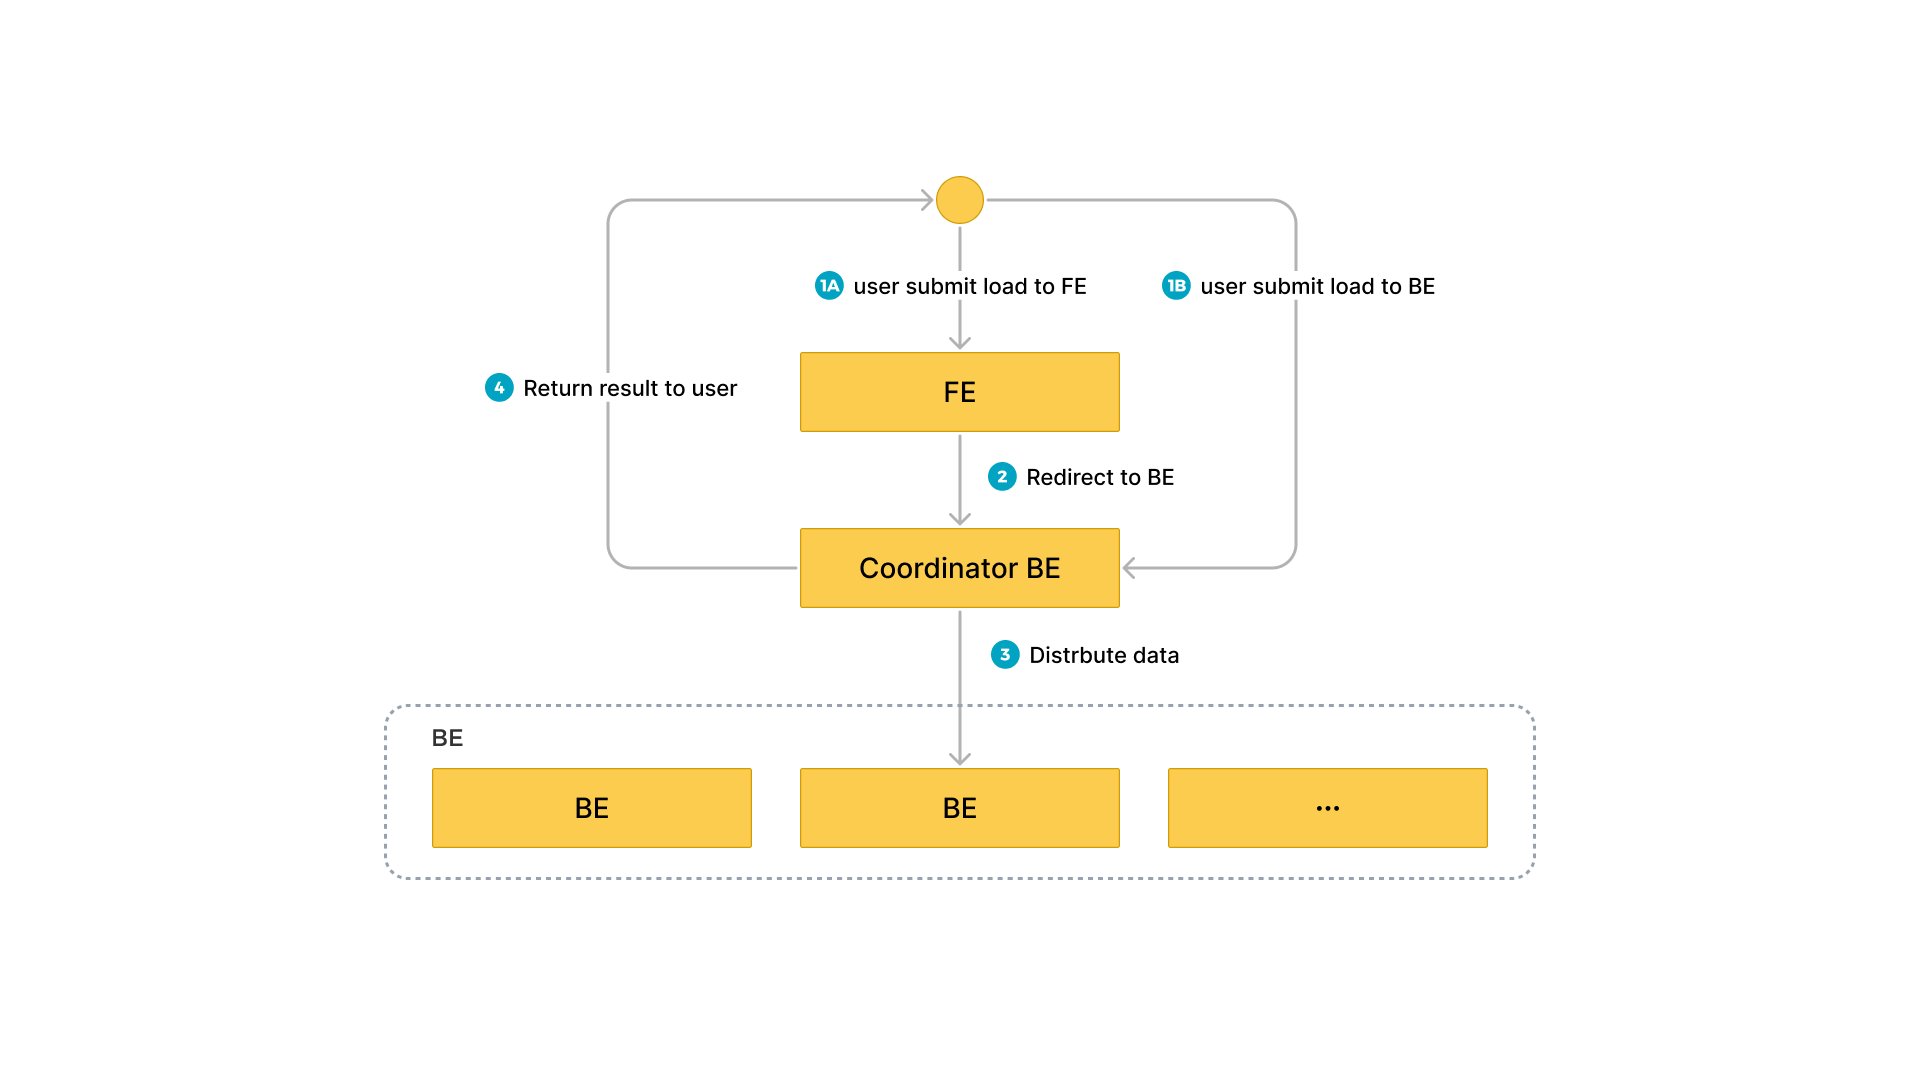 1A user submit load to FE
1B user submit load to BE
4 Return result to user
FE
2 Redirect to BE
Coordinator BE
3 Distrbute data
BE
BE
BE
...